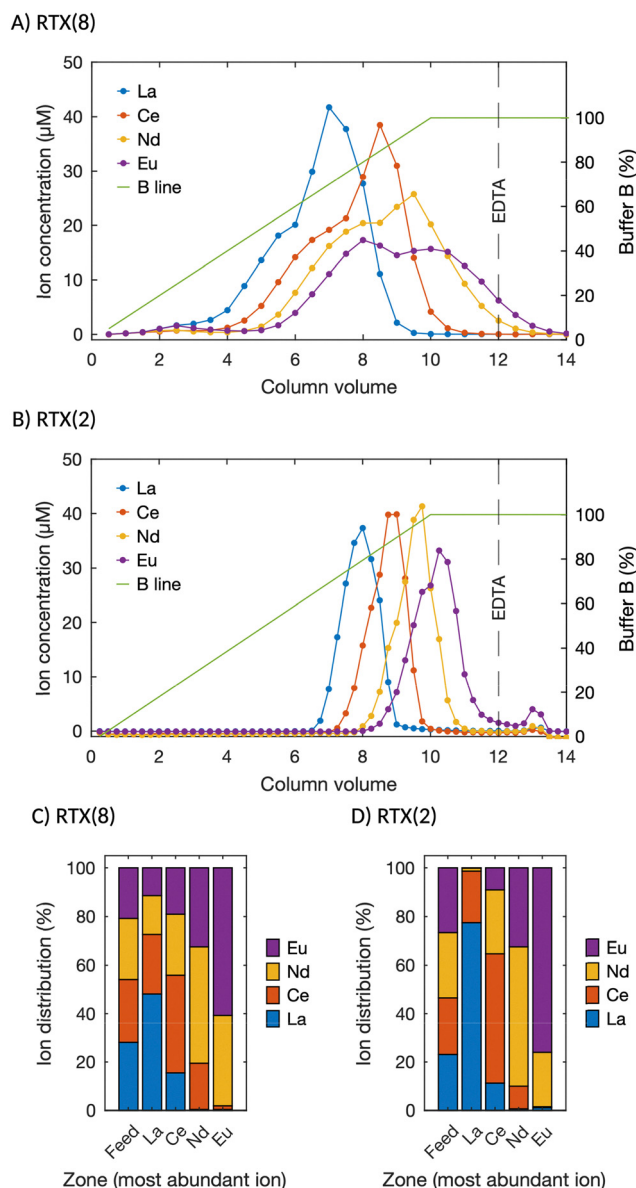 A) RTX(8)
50
40
30
20
10
0
Ion concentration (µM)
La
Ce
Nd
Eu
B line
EDTA
100
80
60
40
20
0
Buffer B (%)
0 2 4 6 8 10 12 14
Column volume
B) RTX(2)
50
40
30
20
10
0
Ion concentration (µM)
La
Ce
Nd
Eu
B line
EDTA
100
80
60
40
20
0
Buffer B (%)
0 2 4 6 8 10 12 14
Column volume
C) RTX(8)
100
80
60
40
20
0
Ion distribution (%)
Eu
Nd
Ce
La
Feed La Ce Nd Eu
Zone (most abundant ion)
D) RTX(2)
100
80
60
40
20
0
Ion distribution (%)
Eu
Nd
Ce
La
Feed La Ce Nd Eu
Zone (most abundant ion)